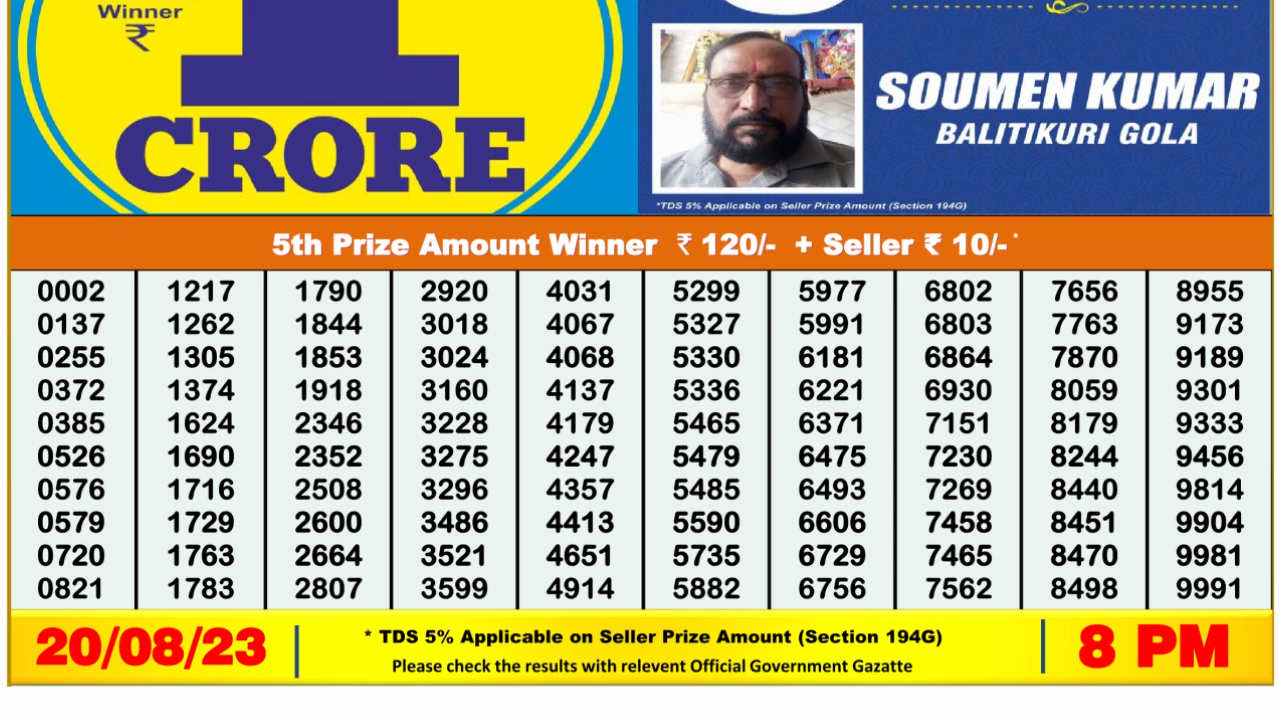 Winner
₹
1
CRORE
SOUMEN KUMAR
BALITIKURI GOLA
*TDS 5% Applicable on Seller Prize Amount (Section 194G)
5th Prize Amount Winner ₹ 120/- + Seller ₹ 10/- *
0002 1217 1790 2920 4031 5299 5977 6802 7656 8955
0137 1262 1844 3018 4067 5327 5991 6803 7763 9173
0255 1305 1853 3024 4068 5330 6181 6864 7870 9189
0372 1374 1918 3160 4137 5336 6221 6930 8059 9301
0385 1624 2346 3228 4179 5465 6371 7151 8179 9333
0526 1690 2352 3275 4247 5479 6475 7230 8244 9456
0576 1716 2508 3296 4357 5485 6493 7269 8440 9814
0579 1729 2600 3486 4413 5590 6606 7458 8451 9904
0720 1763 2664 3521 4651 5735 6729 7465 8470 9981
0821 1783 2807 3599 4914 5882 6756 7562 8498 9991
20/08/23
* TDS 5% Applicable on Seller Prize Amount (Section 194G)
Please check the results with relevent Official Government Gazatte
8 PM